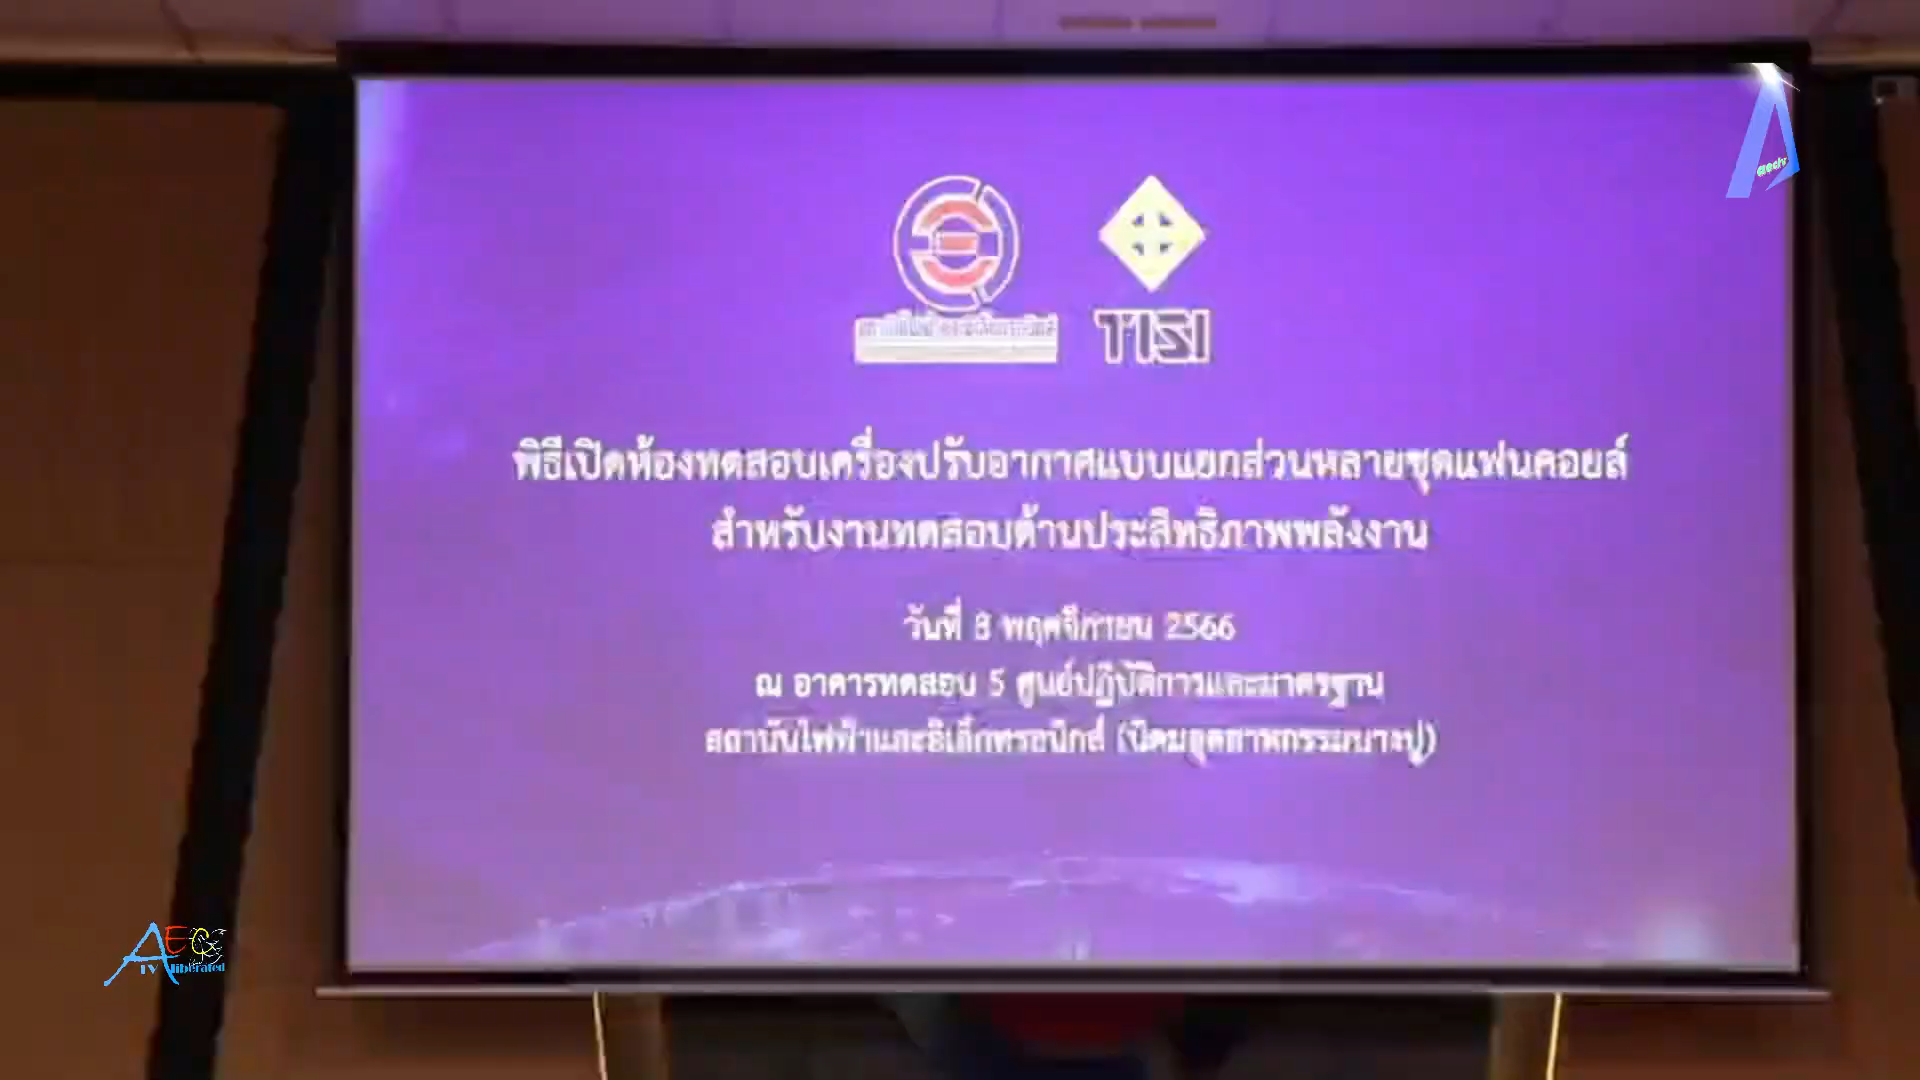 aectv
TISI
พิธีเปิดห้องทดสอบเครื่องปรับอากาศแบบแยกส่วนหลายชุดแฟนคอยล์
สำหรับงานทดสอบด้านประสิทธิภาพพลังงาน
วันที่ 8 พฤศจิกายน 2566
ณ อาคารทดสอบ 5 ศูนย์ปฏิบัติการและมาตรฐาน
สถาบันไฟฟ้าและอิเล็กทรอนิกส์ (นิคมอุตสาหกรรมบางปู)
AEC
TV liberated